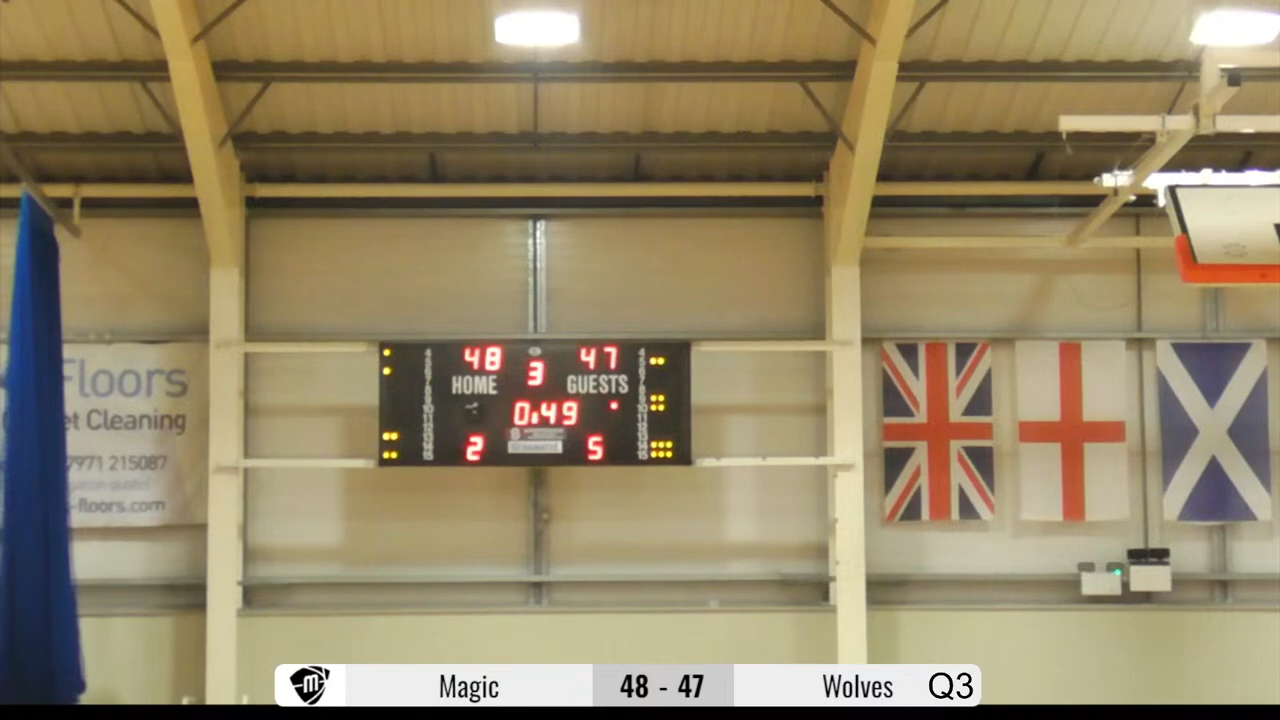 Floors
et Cleaning
7971 215087
-floors.com
48 47
3
HOME GUESTS
0:49
2 5
M
Magic 48 - 47 Wolves Q3